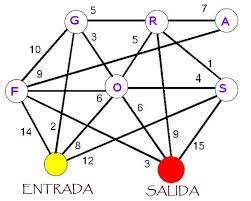 G 5 R 7 A
10 3 5 1
9 4
F 6 O S
14 2 8 12 6 3 9 15
ENTRADA SALIDA